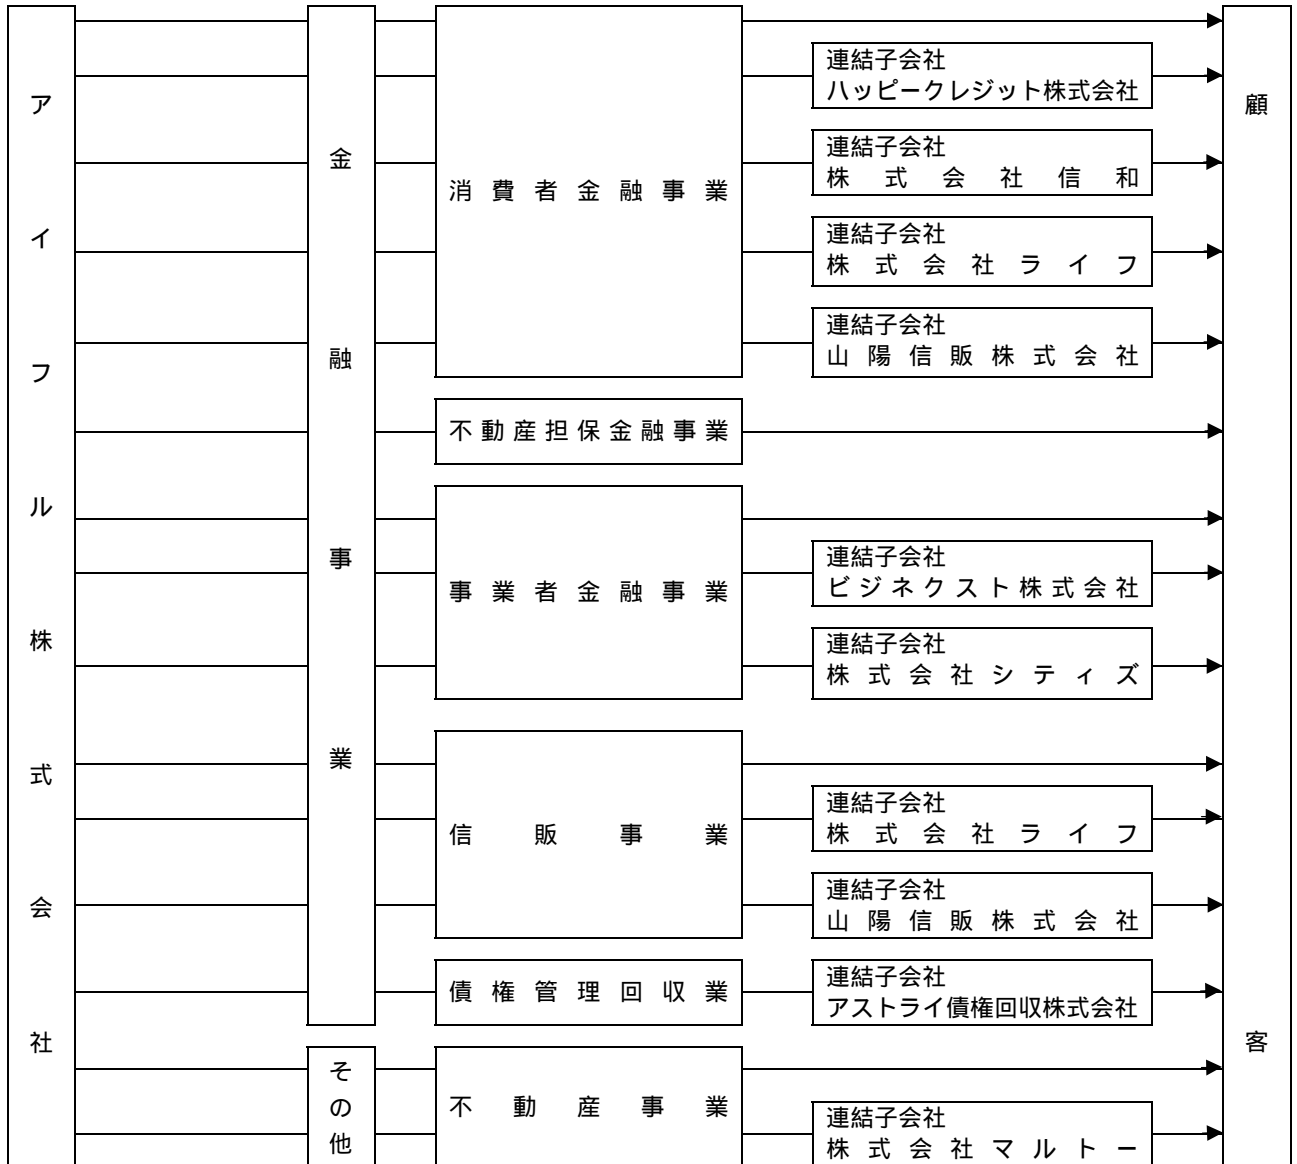 アイフル株式会社
金融事業
消費者金融事業
連結子会社
ハッピークレジット株式会社
連結子会社
株式会社信和
連結子会社
株式会社ライフ
連結子会社
山陽信販株式会社
不動産担保金融事業
事業者金融事業
連結子会社
ビジネクスト株式会社
連結子会社
株式会社シティズ
信販事業
連結子会社
株式会社ライフ
連結子会社
山陽信販株式会社
債権管理回収業
連結子会社
アストライ債権回収株式会社
その他
不動産事業
連結子会社
株式会社マルトー
顧客